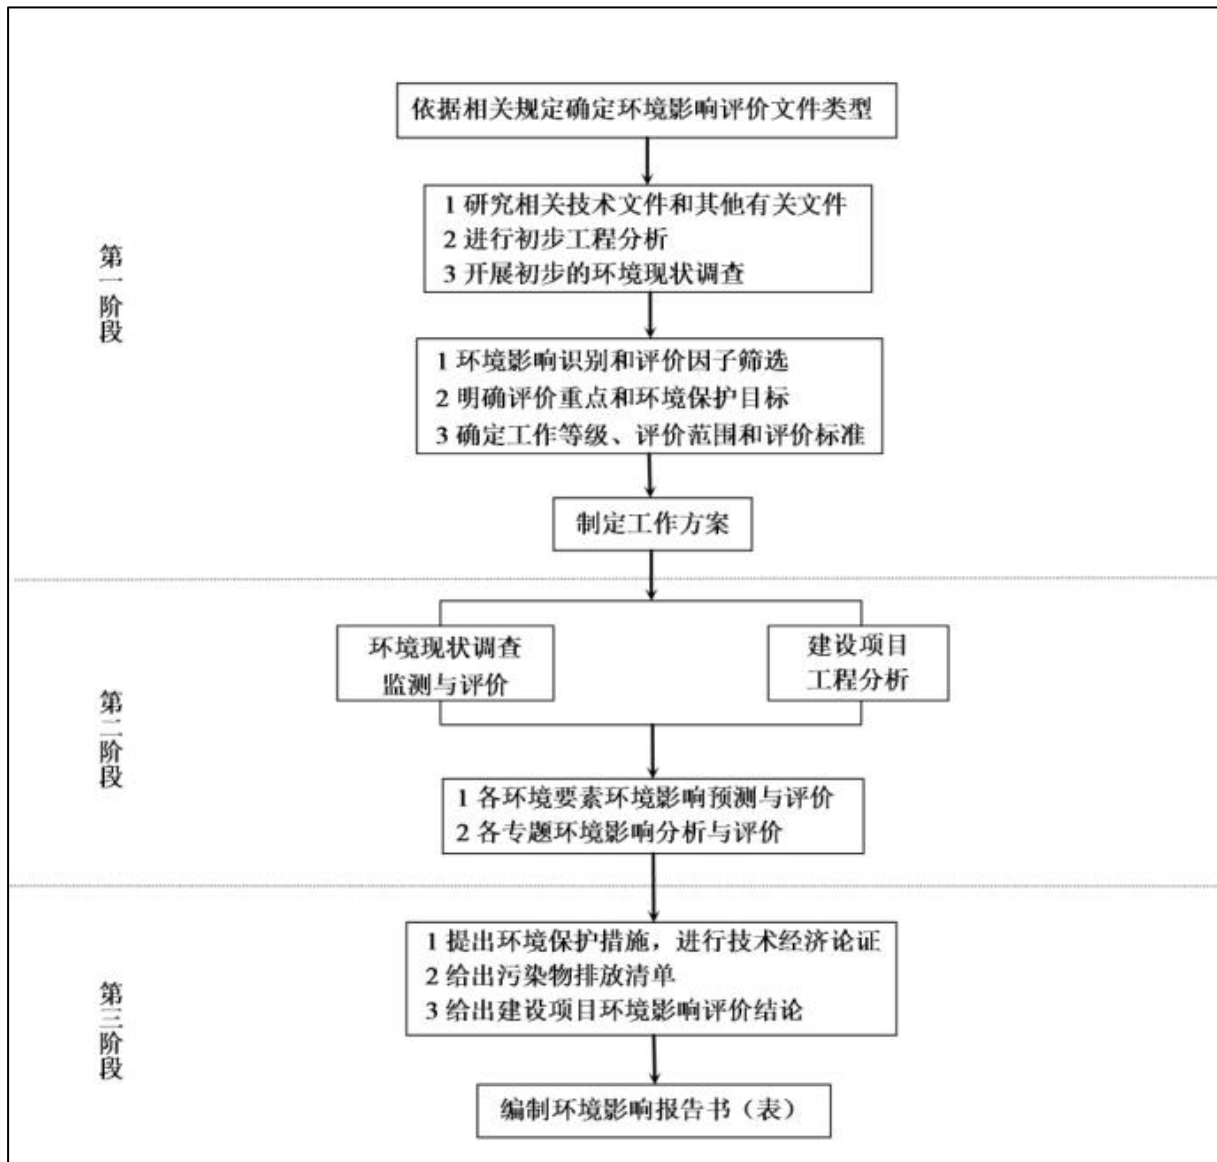 依据相关规定确定环境影响评价文件类型
1 研究相关技术文件和其他有关文件
2 进行初步工程分析
3 开展初步的环境现状调查
第一阶段
1 环境影响识别和评价因子筛选
2 明确评价重点和环境保护目标
3 确定工作等级、评价范围和评价标准
制定工作方案
环境现状调查
监测与评价
建设项目
工程分析
第二阶段
1 各环境要素环境影响预测与评价
2 各专题环境影响分析与评价
1 提出环境保护措施，进行技术经济论证
2 给出污染物排放清单
3 给出建设项目环境影响评价结论
第三阶段
编制环境影响报告书（表）